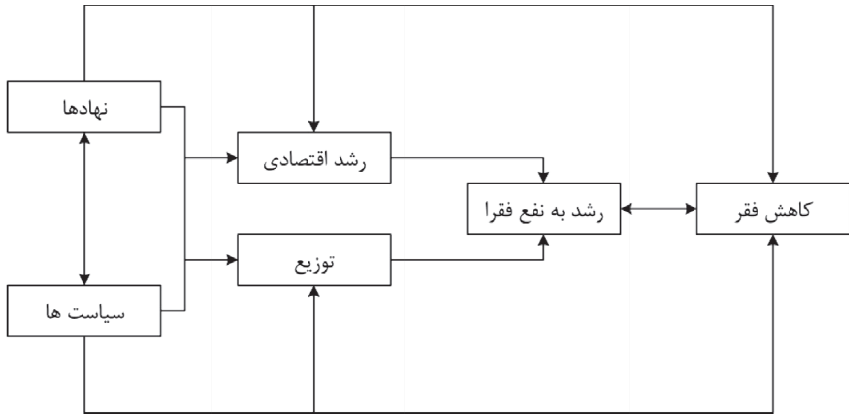 نهادها
رشد اقتصادی
رشد به نفع فقرا
کاهش فقر
توزیع
سیاست ها